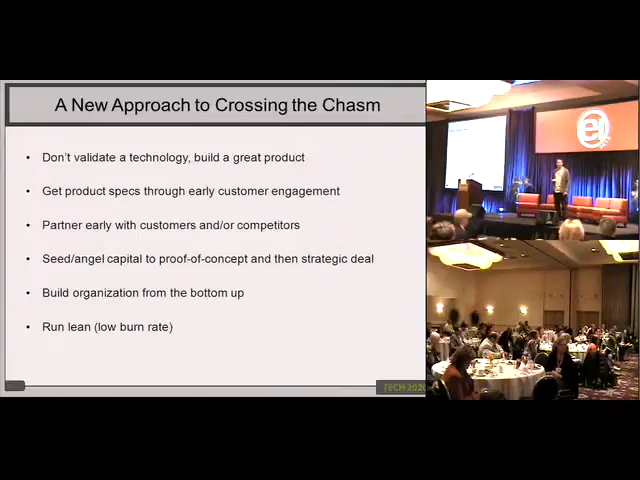 A New Approach to Crossing the Chasm
• Don't validate a technology, build a great product
• Get product specs through early customer engagement
• Partner early with customers and/or competitors
• Seed/angel capital to proof-of-concept and then strategic deal
• Build organization from the bottom up
• Run lean (low burn rate)
TECH 2020